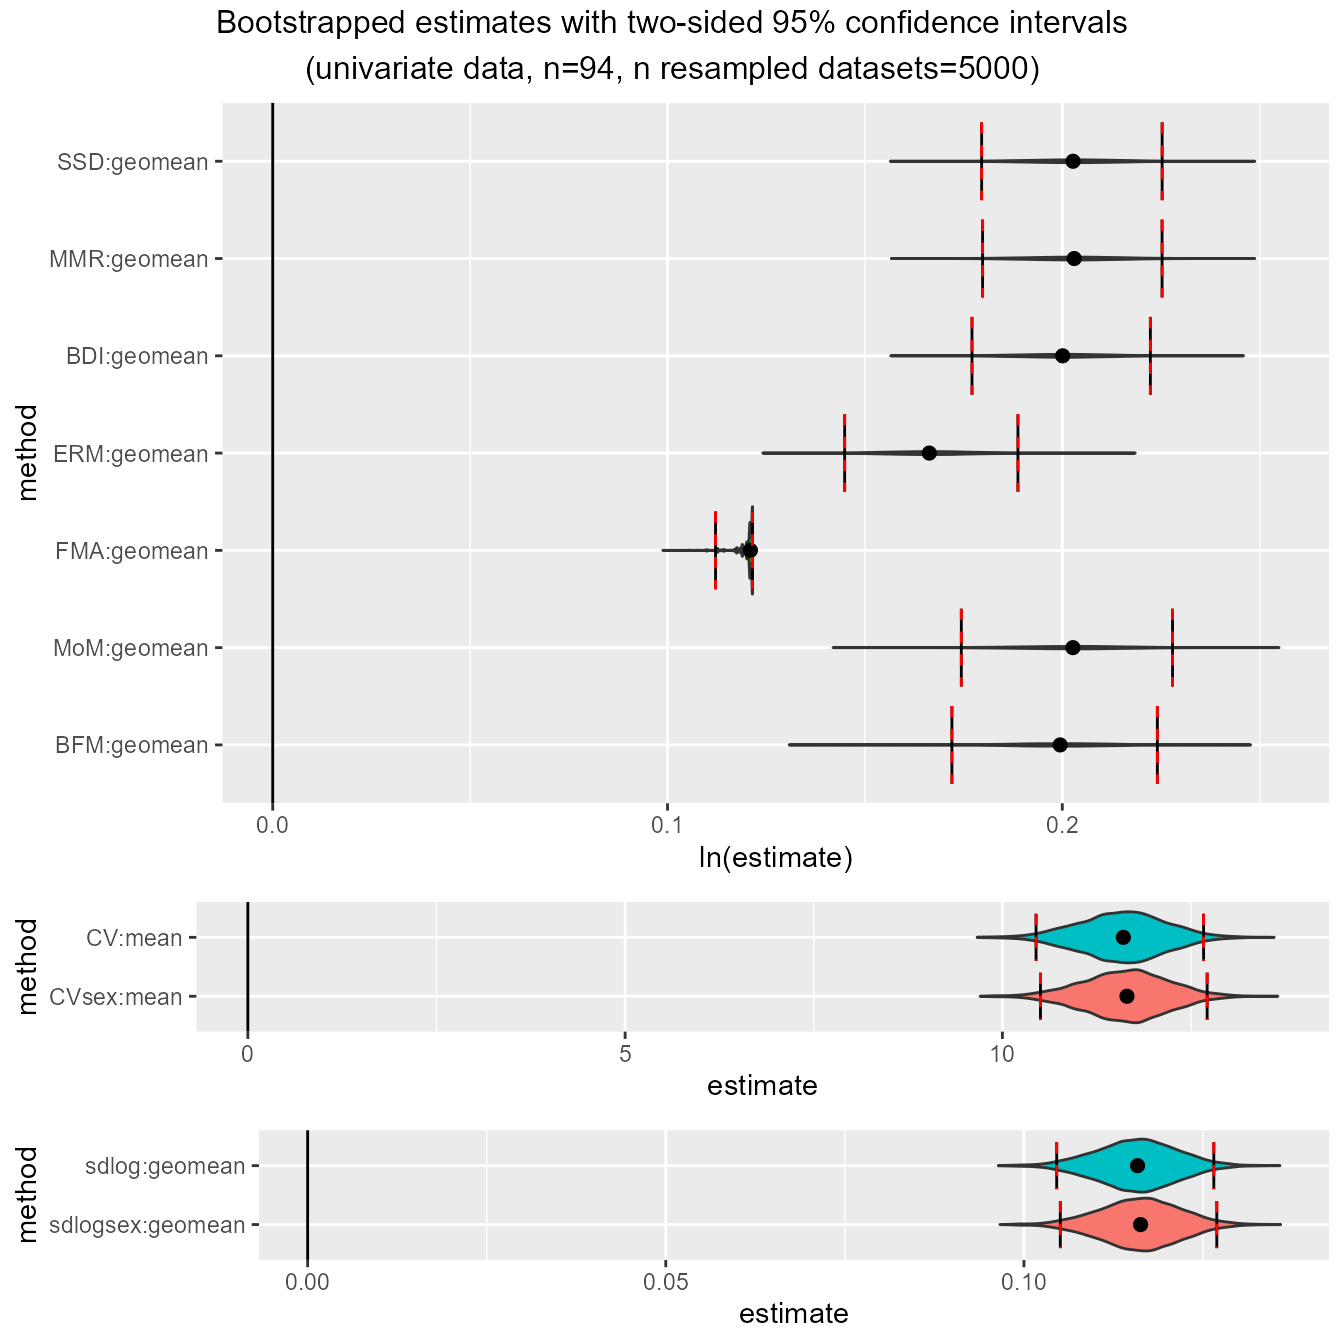 Bootstrapped estimates with two-sided 95% confidence intervals
(univariate data, n=94, n resampled datasets=5000)
method
SSD:geomean
MMR:geomean
BDI:geomean
ERM:geomean
FMA:geomean
MoM:geomean
BFM:geomean
0.0 0.1 0.2
ln(estimate)
method
CV:mean
CVsex:mean
0 5 10
estimate
method
sdlog:geomean
sdlogsex:geomean
0.00 0.05 0.10
estimate